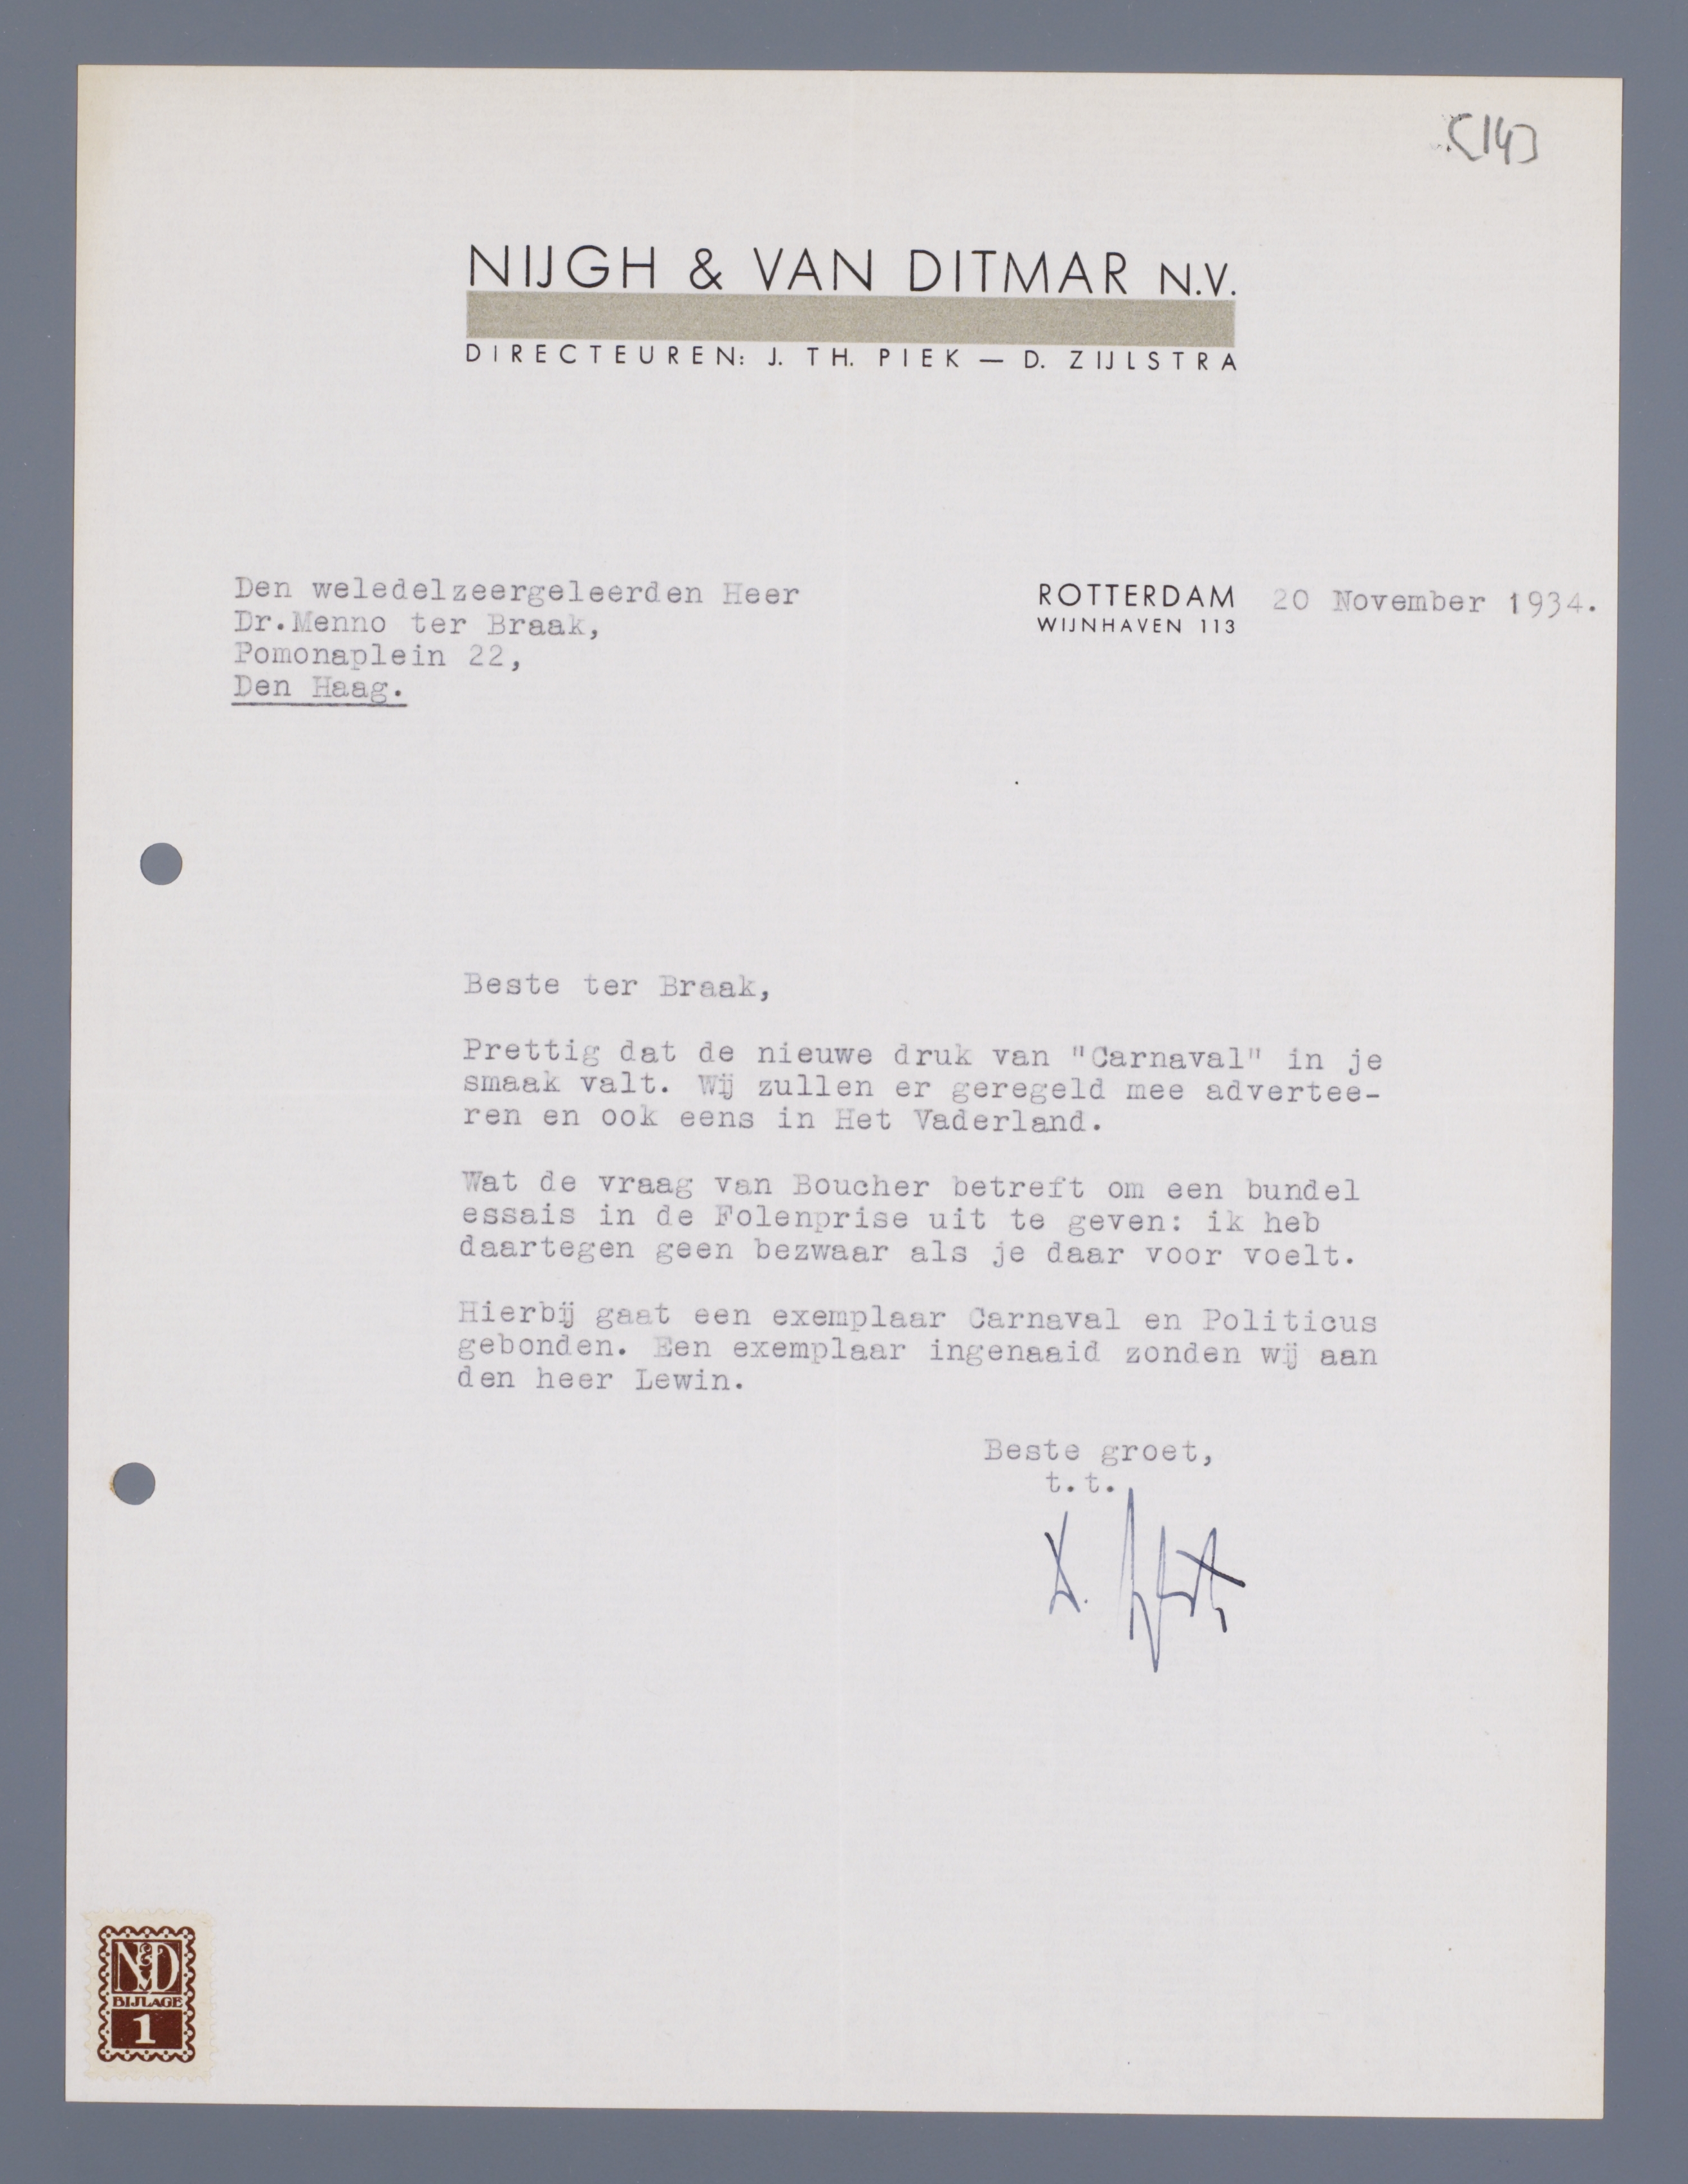 [14]
NIJGH & VAN DITMAR N.V.
DIRECTEUREN: J. TH. PIEK — D. ZIJLSTRA
Den weledelzeergeleerden Heer
Dr.Menno ter Braak,
Pomonaplein 22,
Den Haag.
ROTTERDAM 20 November 1934.
WIJNHAVEN 113
Beste ter Braak,
Prettig dat de nieuwe druk van "Carnaval" in je
smaak valt. Wij zullen er geregeld mee advertee-
ren en ook eens in Het Vaderland.
Wat de vraag van Boucher betreft om een bundel
essais in de Folenprise uit te geven: ik heb
daartegen geen bezwaar als je daar voor voelt.
Hierbij gaat een exemplaar Carnaval en Politicus
gebonden. Een exemplaar ingenaaid zonden wij aan
den heer Lewin.
Beste groet,
t.t.
D. Zijlstra
N&VD
BIJLAGE
1